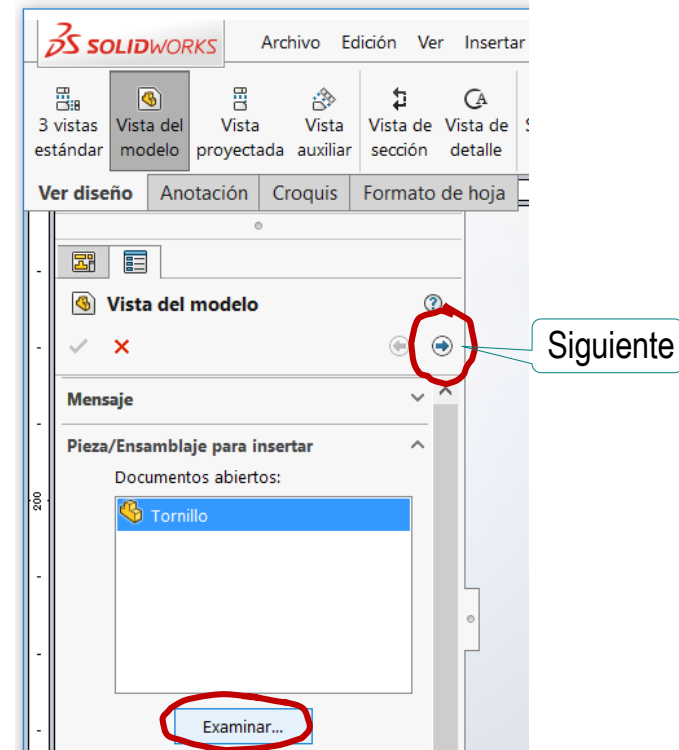 SOLIDWORKS Archivo Edición Ver Insertar
3 vistas estándar
Vista del modelo
Vista proyectada
Vista auxiliar
Vista de sección
Vista de detalle
Ver diseño Anotación Croquis Formato de hoja
Vista del modelo
Siguiente
Mensaje
Pieza/Ensamblaje para insertar
Documentos abiertos:
200
Tornillo
Examinar...